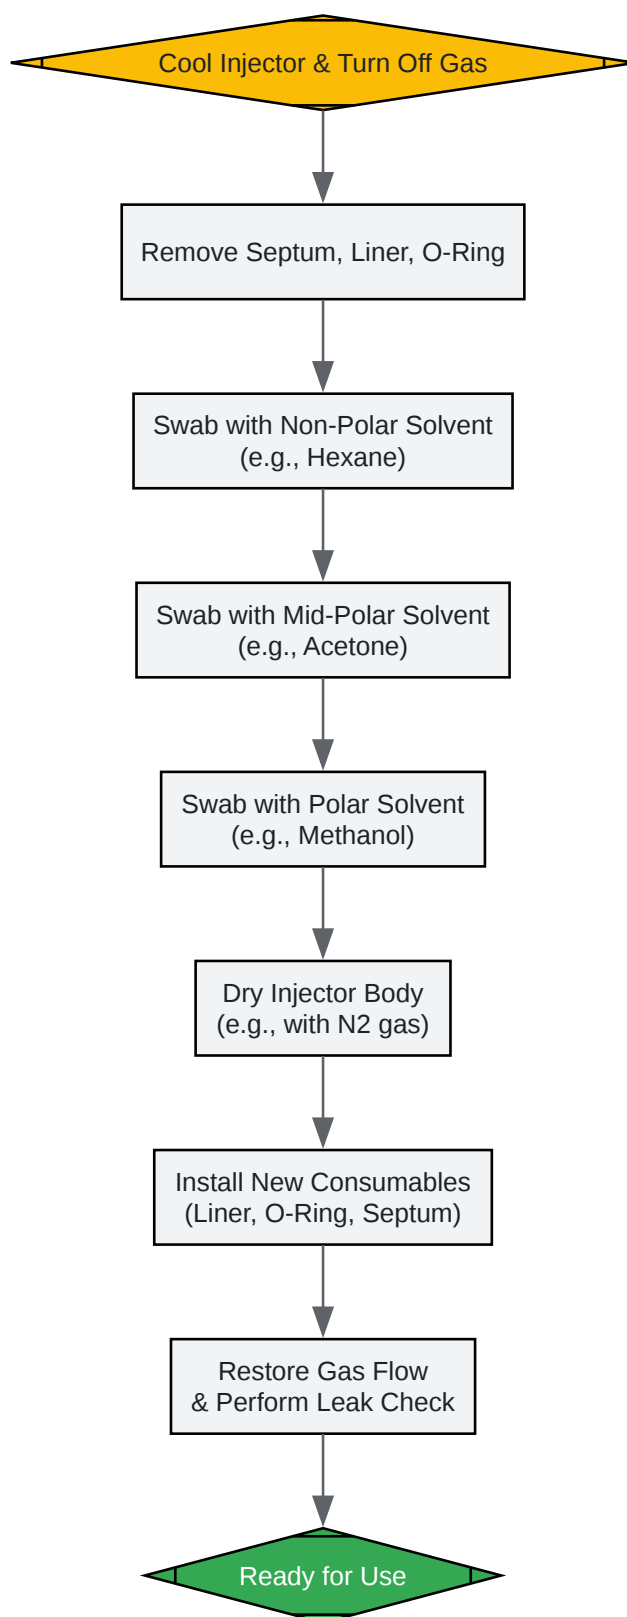 Cool Injector & Turn Off Gas
Remove Septum, Liner, O-Ring
Swab with Non-Polar Solvent
(e.g., Hexane)
Swab with Mid-Polar Solvent
(e.g., Acetone)
Swab with Polar Solvent
(e.g., Methanol)
Dry Injector Body
(e.g., with N2 gas)
Install New Consumables
(Liner, O-Ring, Septum)
Restore Gas Flow
& Perform Leak Check
Ready for Use